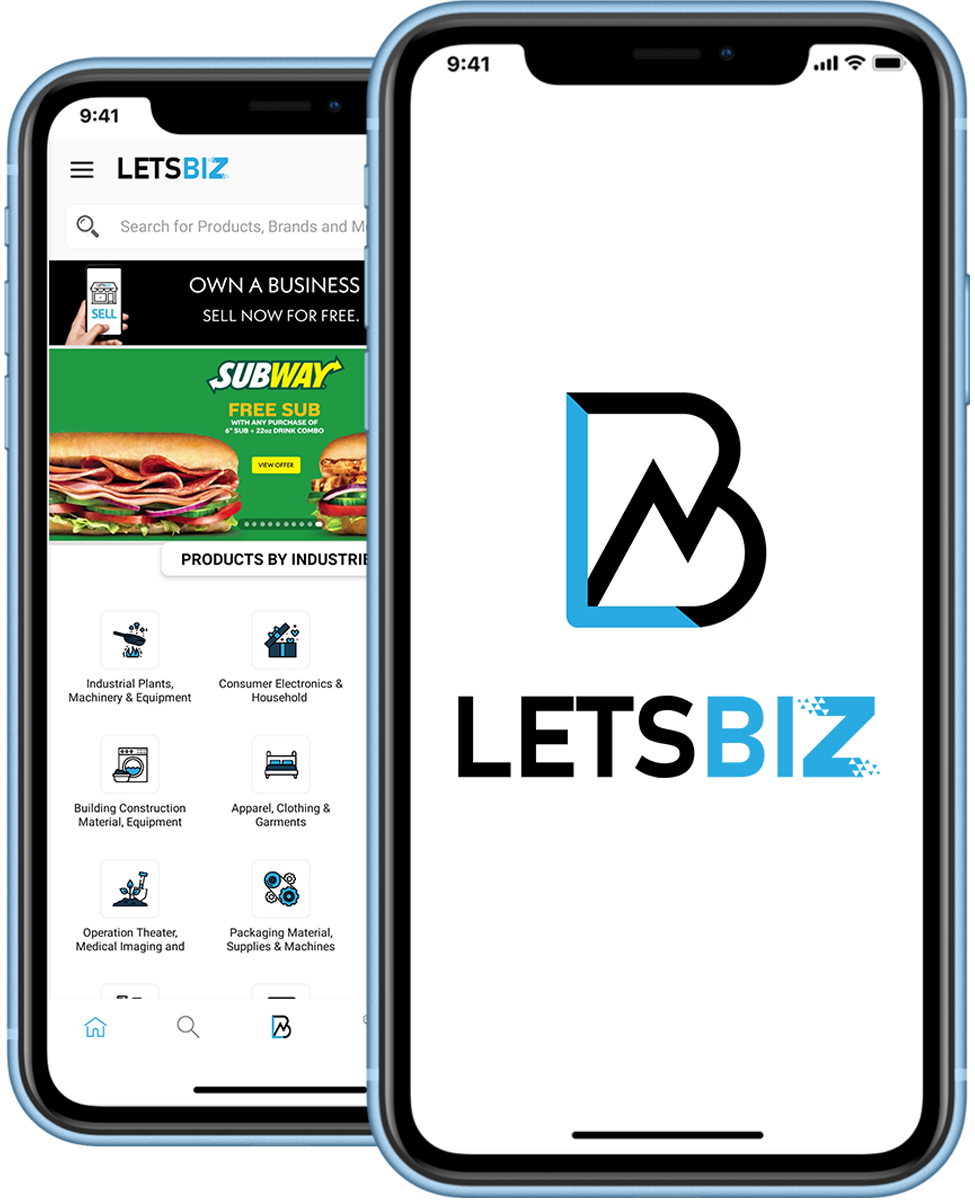 9:41
LETSBIZ
Search for Products, Brands and M
OWN A BUSINESS
SELL NOW FOR FREE.
SELL
SUBWAY
FREE SUB
WITH ANY PURCHASE OF
6" SUB + 22oz DRINK COMBO
VIEW OFFER
PRODUCTS BY INDUSTRIE
Industrial Plants,
Machinery & Equipment
Consumer Electronics &
Household
Building Construction
Material, Equipment
Apparel, Clothing &
Garments
Operation Theater,
Medical Imaging and
Packaging Material,
Supplies & Machines
9:41
LETSBIZ